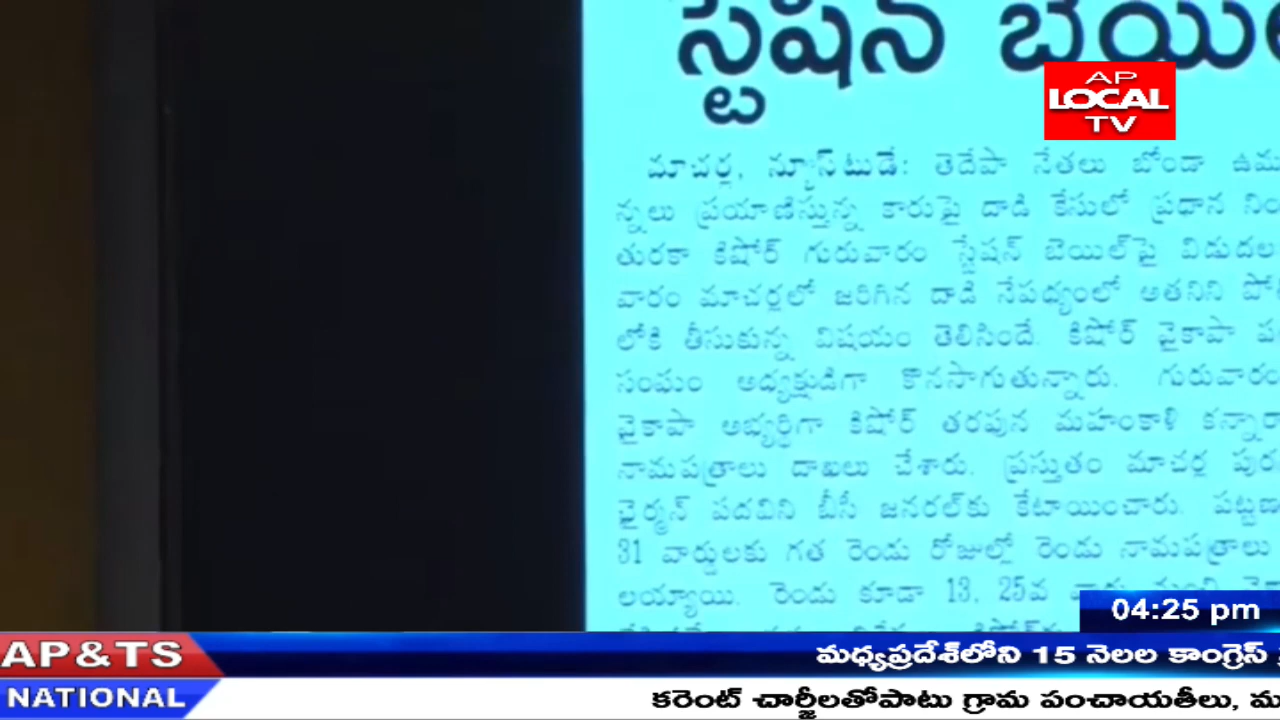 స్టేషన్ బెయిల
AP
LOCAL
TV
మాచర్ల, న్యూస్‌టుడే: తెదేపా నేతలు బోండా ఉమ
న్నలు ప్రయాణిస్తున్న కారుపై దాడి కేసులో ప్రధాన నిం
తురకా కిషోర్ గురువారం స్టేషన్ బెయిల్‌పై విడుదల
వారం మాచర్లలో జరిగిన దాడి నేపథ్యంలో అతనిని పో
లోకి తీసుకున్న విషయం తెలిసిందే. కిషోర్ వైకాపా ప
సంఘం అధ్యక్షుడిగా కొనసాగుతున్నారు. గురువారం
వైకాపా అభ్యర్థిగా కిషోర్ తరఫున మహంకాళి కన్నారా
నామపత్రాలు దాఖలు చేశారు. ప్రస్తుతం మాచర్ల పుర
ఛైర్మన్ పదవిని బీసీ జనరల్‌కు కేటాయించారు. పట్టణ
31 వార్డులకు గత రెండు రోజుల్లో రెండు నామపత్రాలు
లయ్యాయి. రెండు కూడా 13, 25వ
04:25 pm
AP&TS
మధ్యప్రదేశ్‌లోని 15 నెలల కాంగ్రెస్
NATIONAL
కరెంట్ చార్జీలతోపాటు గ్రామ పంచాయతీలు, ము